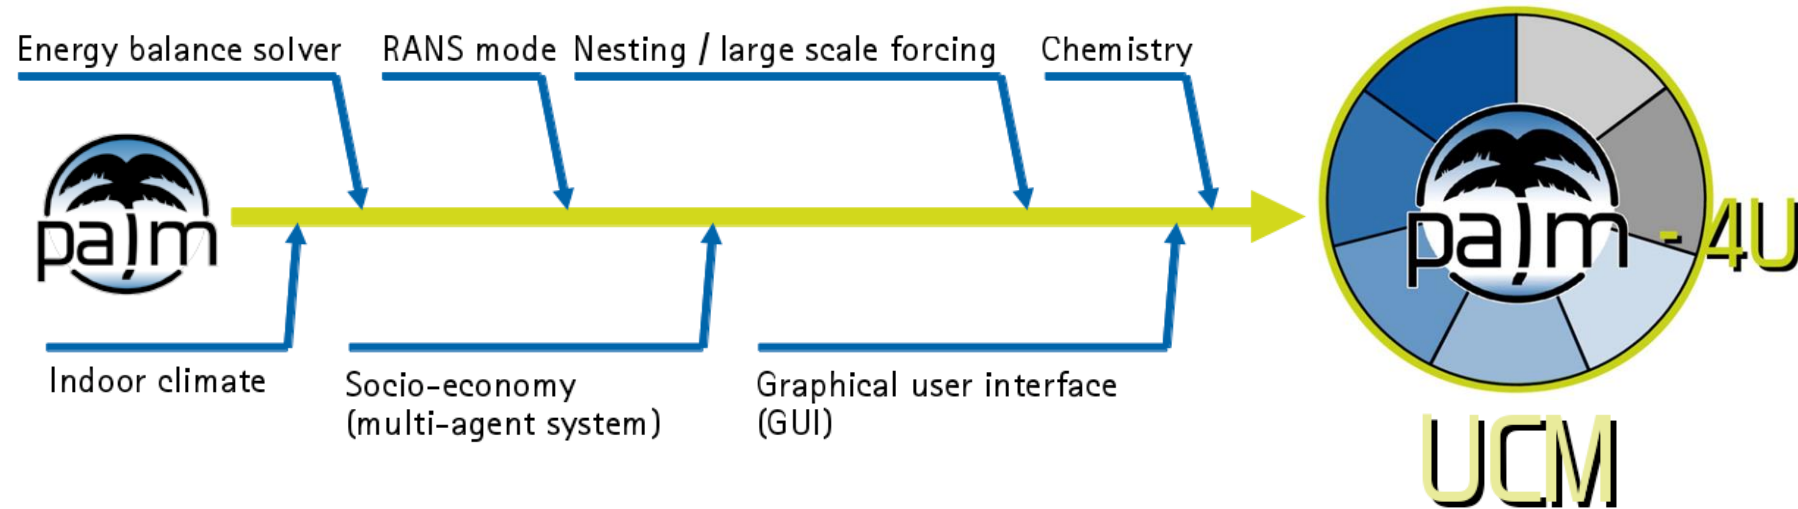 Energy balance solver
RANS mode
Nesting / large scale forcing
Chemistry
palm
palm
- 4U
Indoor climate
Socio-economy
(multi-agent system)
Graphical user interface
(GUI)
UCM